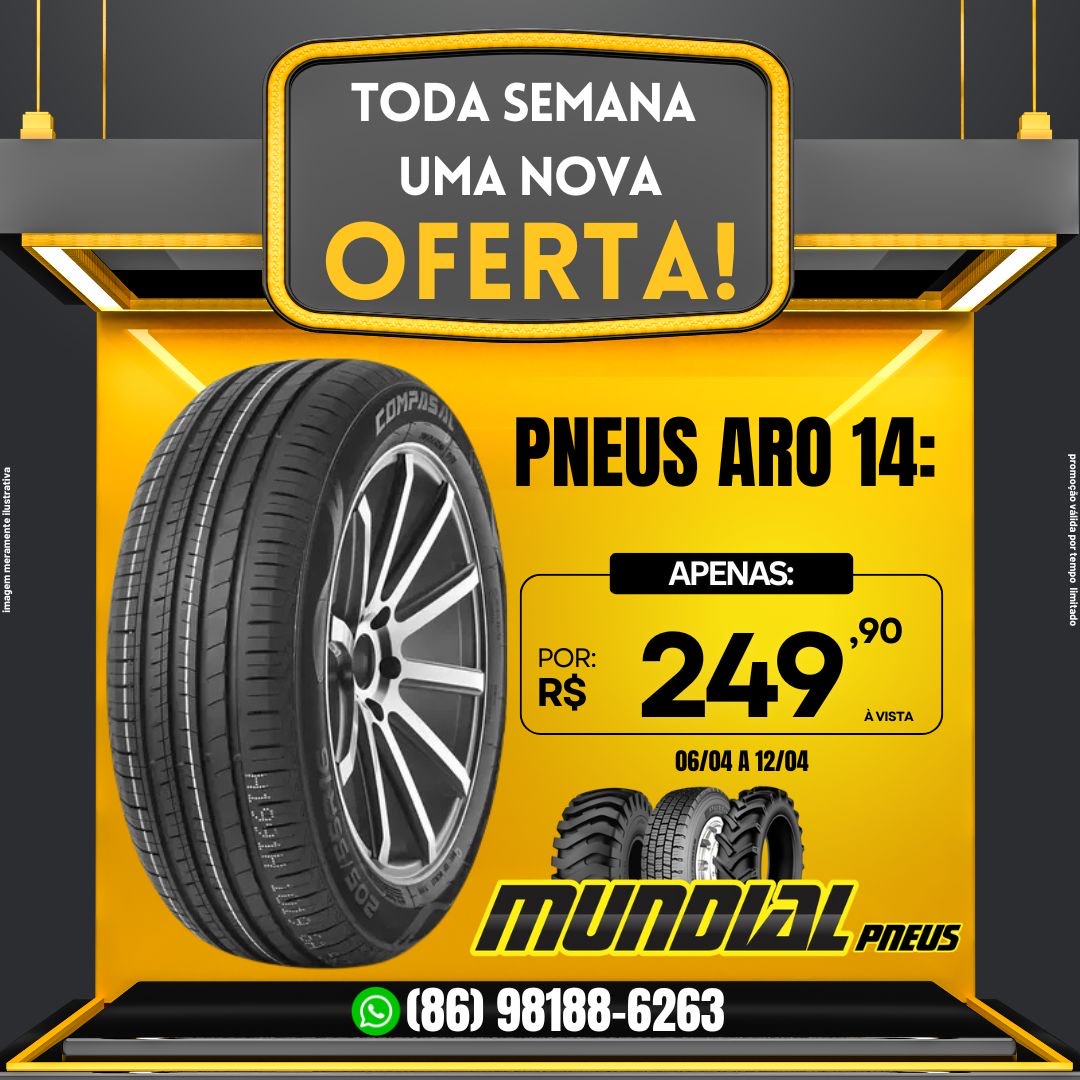 TODA SEMANA
UMA NOVA
OFERTA!
COMPASAL
PNEUS ARO 14:
APENAS:
POR:
R$ 249,90
À VISTA
06/04 A 12/04
MUNDIAL PNEUS
(86) 98188-6263
imagem meramente ilustrativa
promoção válida por tempo limitado